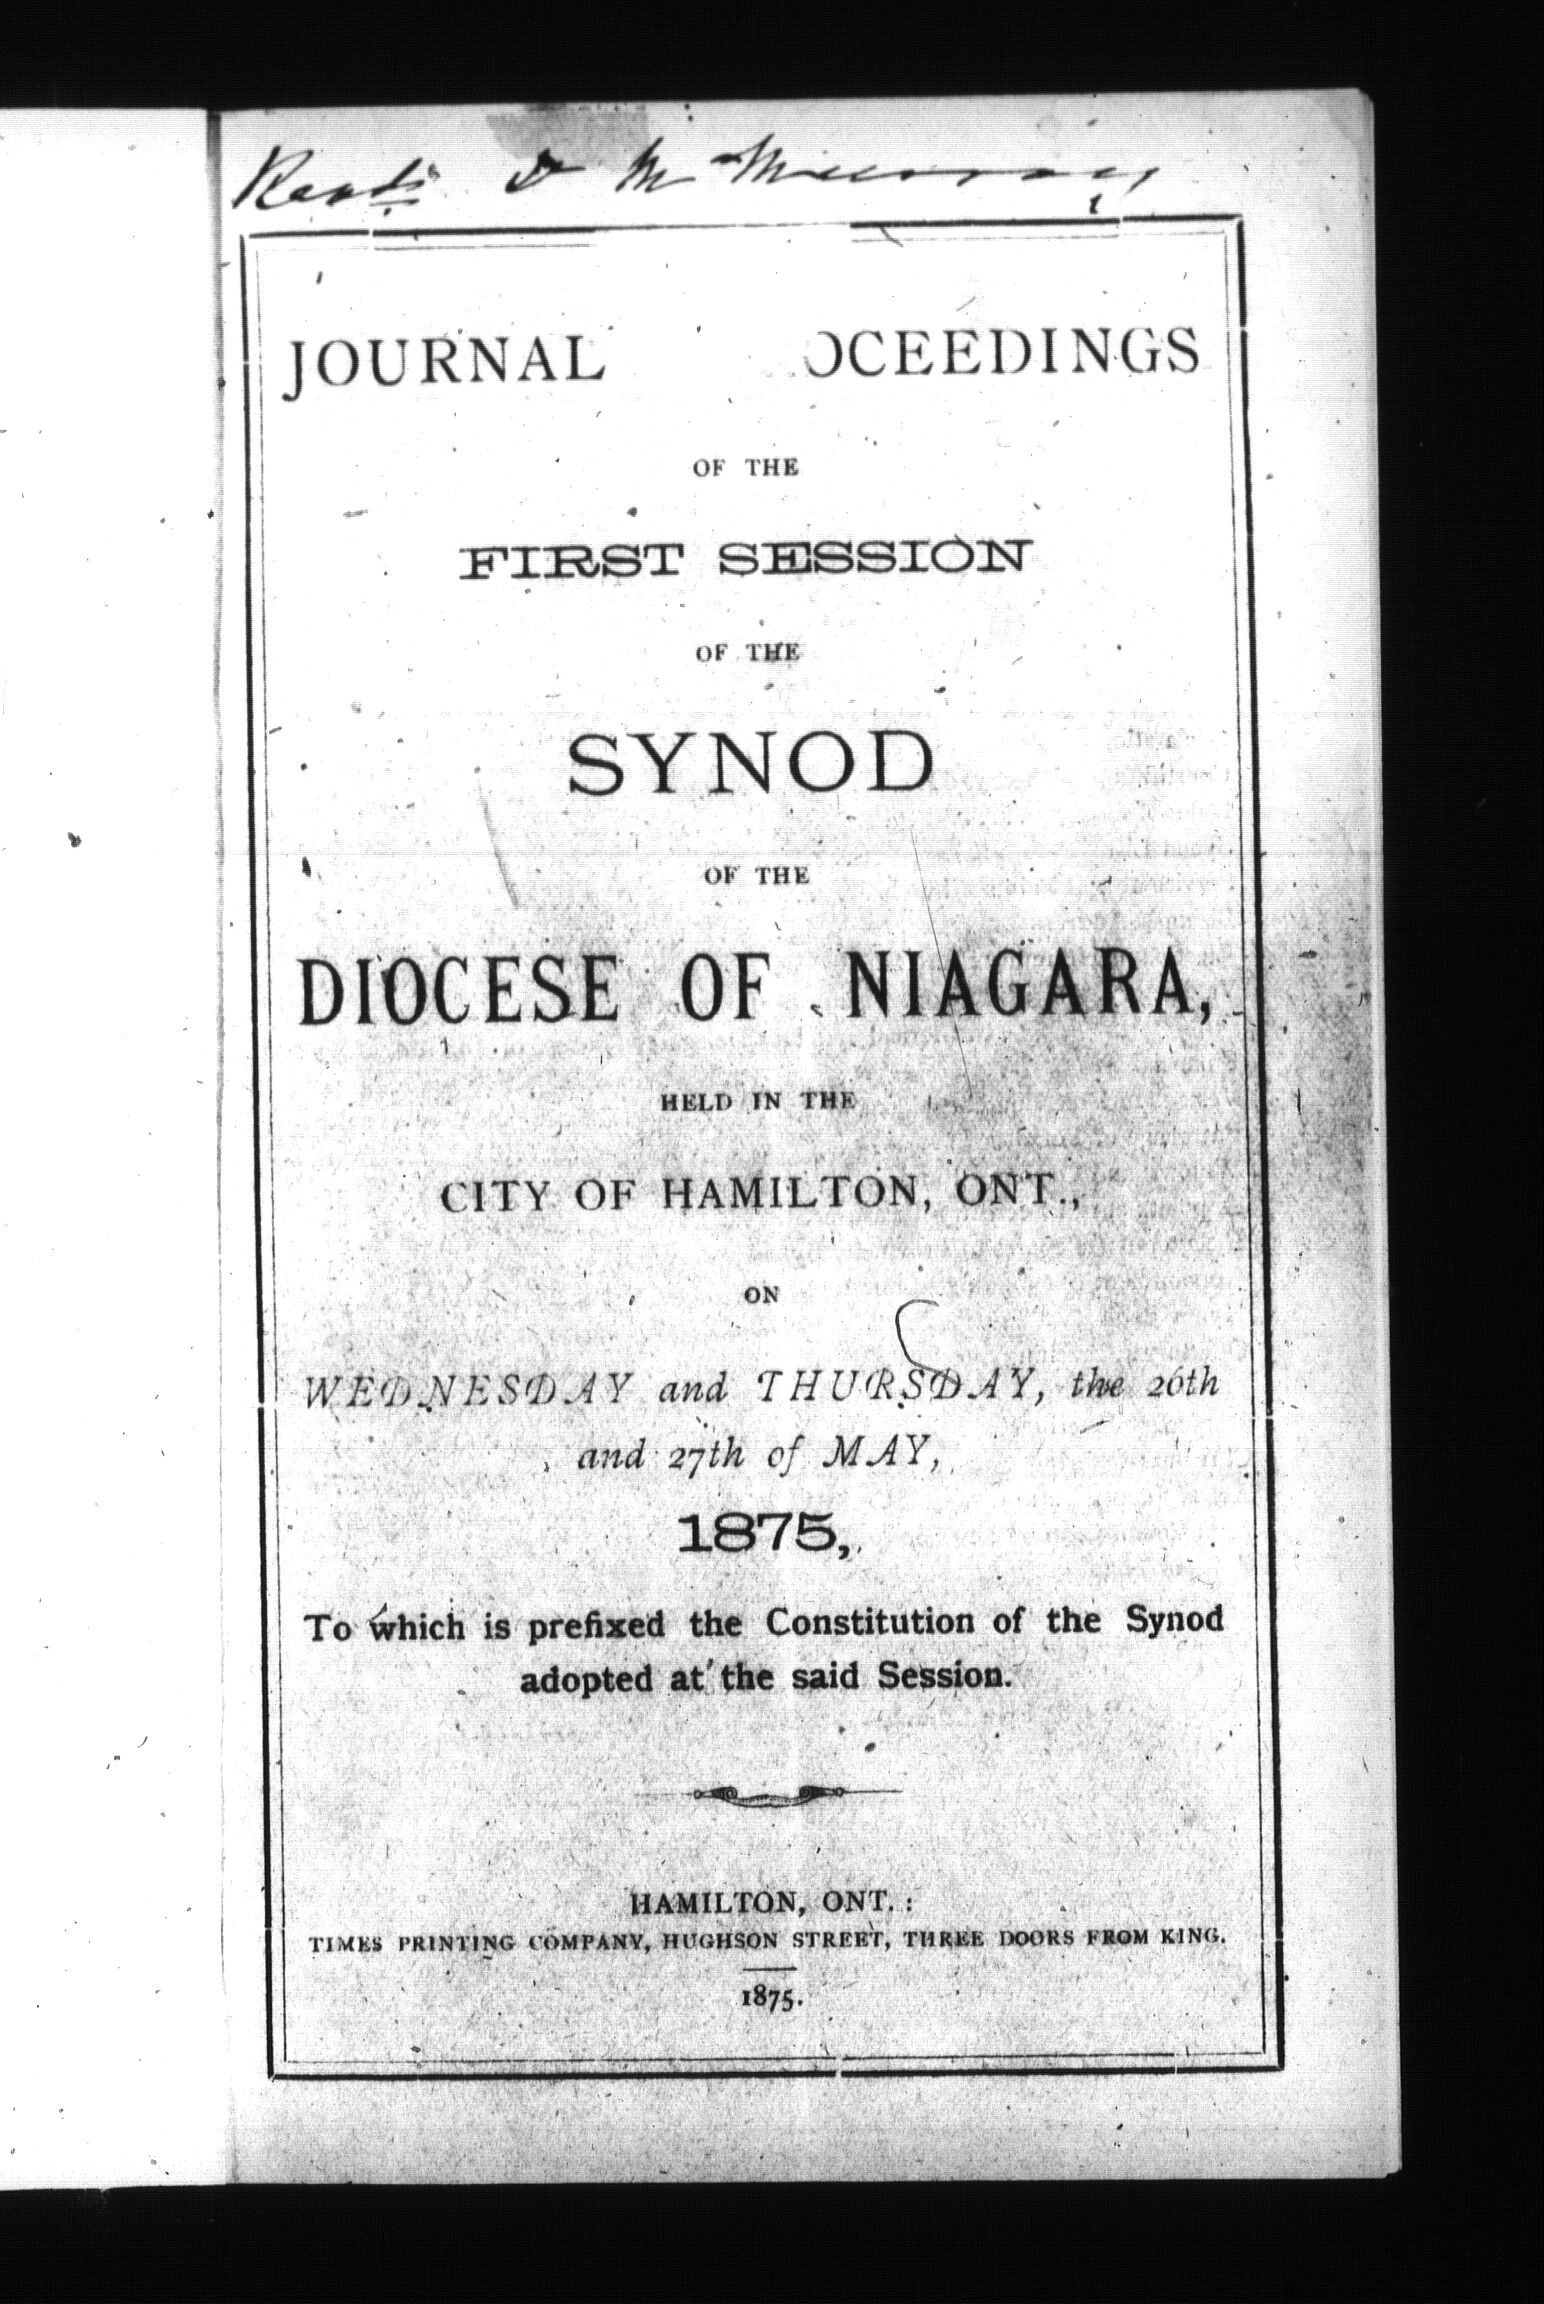 Dr McMurray
JOURNAL OCEEDINGS
OF THE
FIRST SESSION
OF THE
SYNOD
OF THE
DIOCESE OF NIAGARA,
HELD IN THE
CITY OF HAMILTON, ONT.,
ON
WEDNESDAY and THURSDAY, the 26th
and 27th of MAY,
1875,
To which is prefixed the Constitution of the Synod
adopted at the said Session.
HAMILTON, ONT. :
TIMES PRINTING COMPANY, HUGHSON STREET, THREE DOORS FROM KING.
1875.